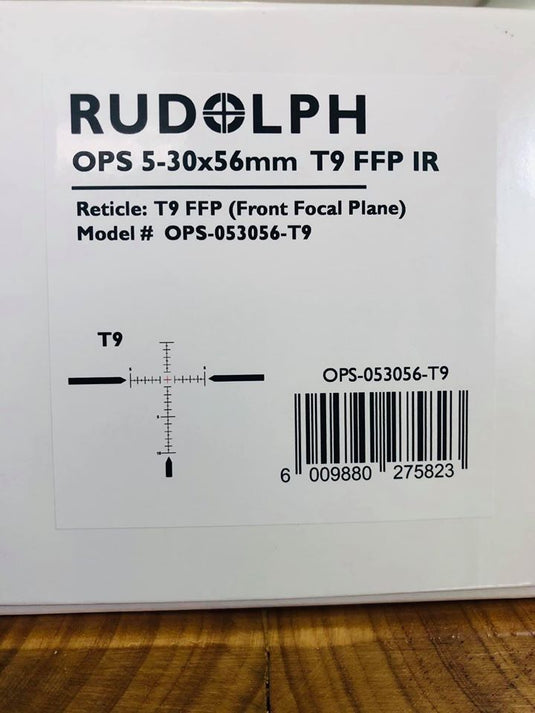 RUDOLPH
OPS 5-30x56mm T9 FFP IR
Reticle: T9 FFP (Front Focal Plane)
Model # OPS-053056-T9
T9
OPS-053056-T9
6 009880 275823